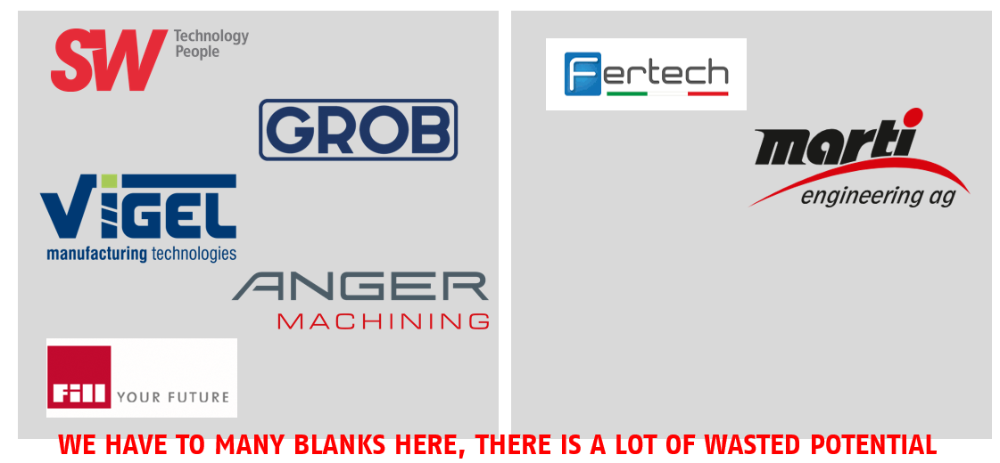 SW Technology
People
GROB
ViGEL
manufacturing technologies
ANGER
MACHINING
Fill YOUR FUTURE
Fertech
marti
engineering ag
WE HAVE TO MANY BLANKS HERE, THERE IS A LOT OF WASTED POTENTIAL